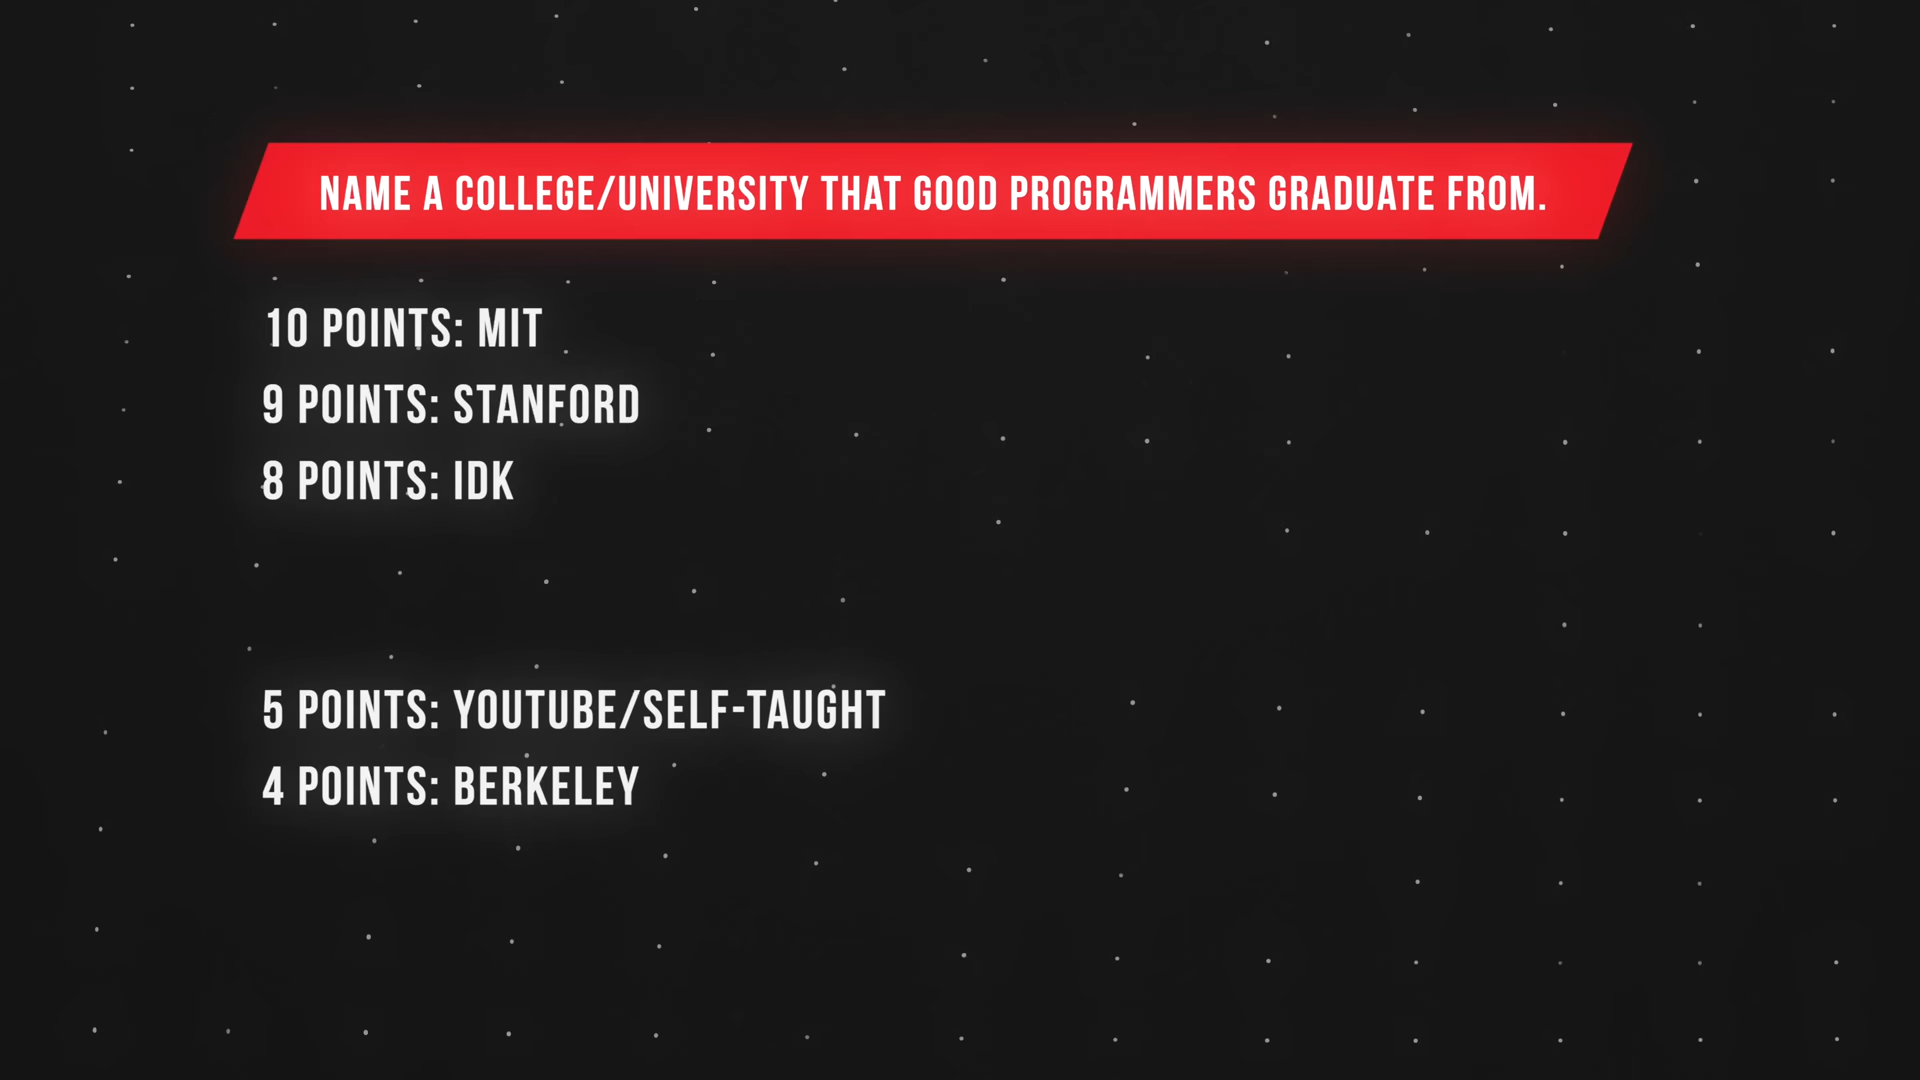 NAME A COLLEGE/UNIVERSITY THAT GOOD PROGRAMMERS GRADUATE FROM.
10 POINTS: MIT
9 POINTS: STANFORD
8 POINTS: IDK
5 POINTS: YOUTUBE/SELF-TAUGHT
4 POINTS: BERKELEY